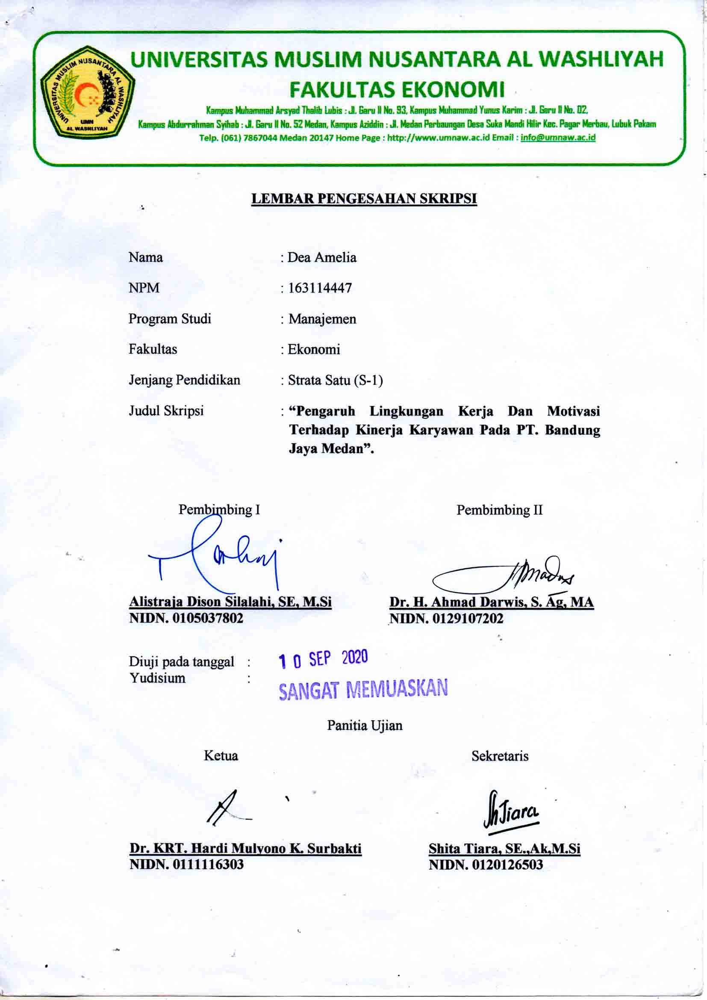 UNIVERSITAS MUSLIM NUSANTARA AL WASHLIYAH
UMN
AL WASHLIYAH
UNIVERSITAS MUSLIM NUSANTARA AL WASHLIYAH
FAKULTAS EKONOMI
Kampus Muhammad Arsyad Thalib Lubis : Jl. Garu II No. 93, Kampus Muhammad Yunus Karim : Jl. Garu II No. 02,
Kampus Abdurrahman Syihab : Jl. Garu II No. 52 Medan, Kampus Aziddin : Jl. Medan Perbaungan Desa Suka Mandi Hilir Kec. Pagar Merbau, Lubuk Pakam
Telp. (061) 7867044 Medan 20147 Home Page : http://www.umnaw.ac.id Email : info@umnaw.ac.id
LEMBAR PENGESAHAN SKRIPSI
Nama : Dea Amelia
NPM : 163114447
Program Studi : Manajemen
Fakultas : Ekonomi
Jenjang Pendidikan : Strata Satu (S-1)
Judul Skripsi : “Pengaruh Lingkungan Kerja Dan Motivasi
Terhadap Kinerja Karyawan Pada PT. Bandung
Jaya Medan”.
Pembimbing I Pembimbing II
Alistraja Dison Silalahi, SE, M.Si Dr. H. Ahmad Darwis, S. Ag, MA
NIDN. 0105037802 NIDN. 0129107202
Diuji pada tanggal : 10 SEP 2020
Yudisium :
SANGAT MEMUASKAN
Panitia Ujian
Ketua Sekretaris
ShTiara
Dr. KRT. Hardi Mulyono K. Surbakti Shita Tiara, SE.,Ak,M.Si
NIDN. 0111116303 NIDN. 0120126503